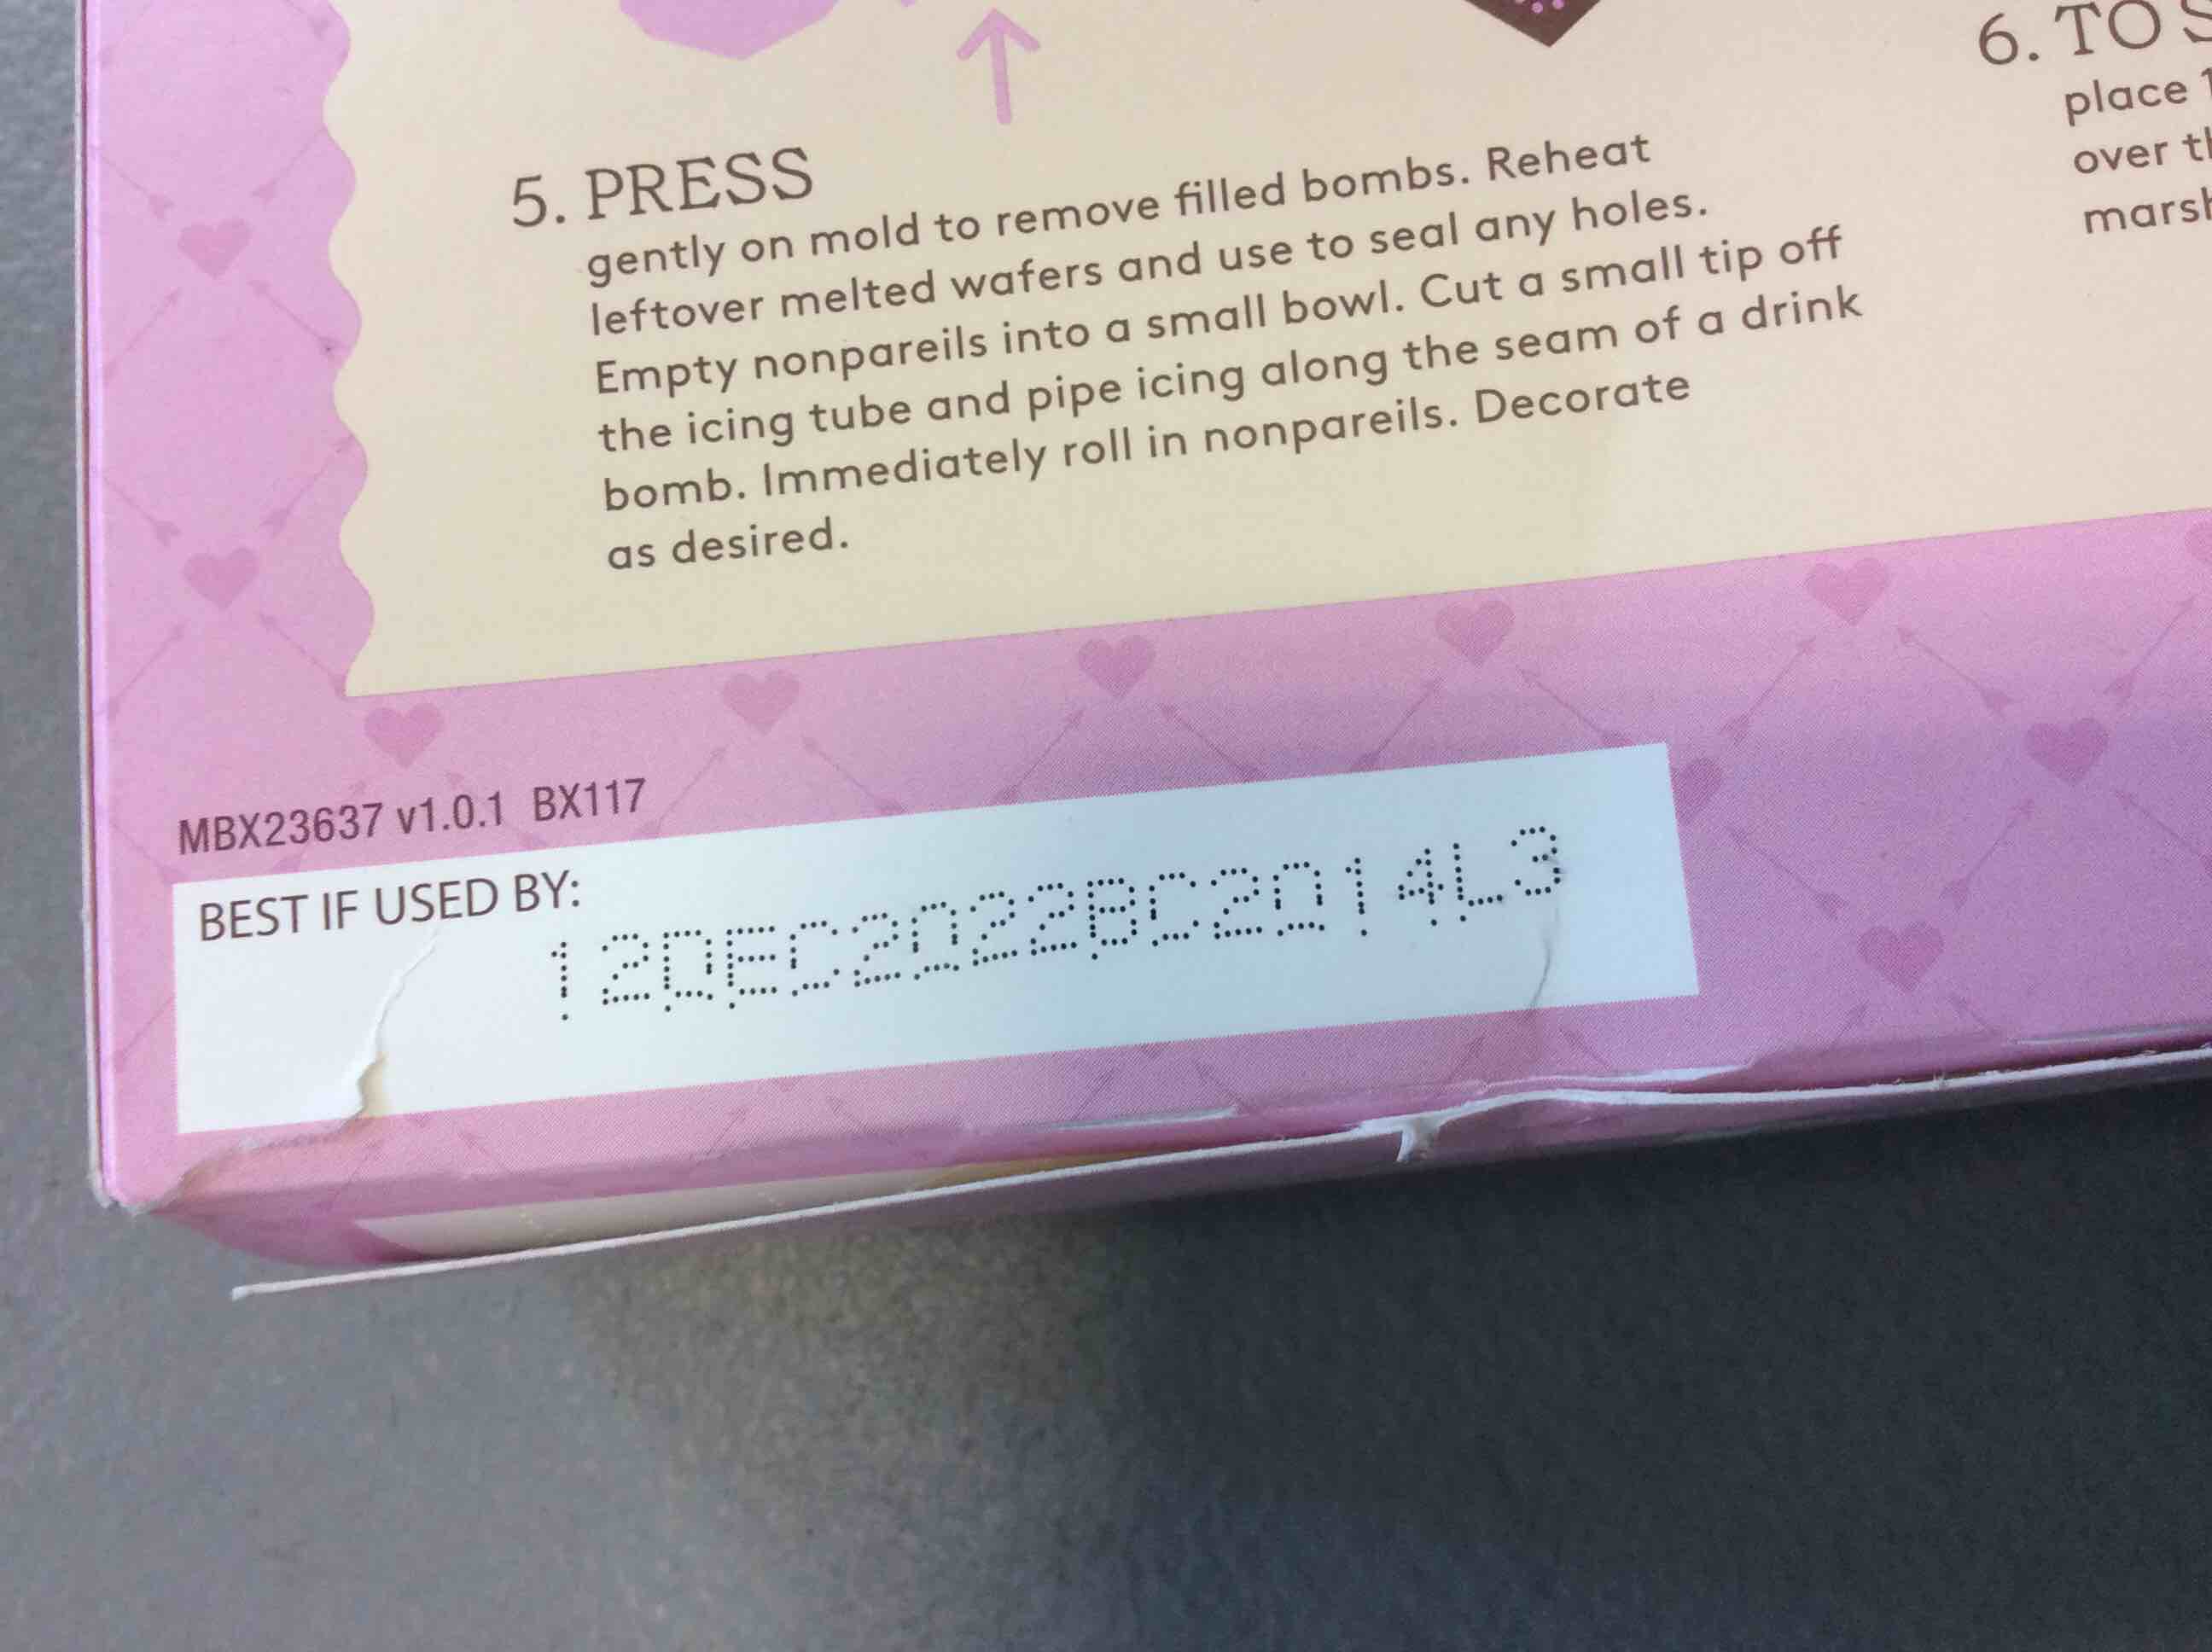 5. PRESS
gently on mold to remove filled bombs. Reheat
leftover melted wafers and use to seal any holes.
Empty nonpareils into a small bowl. Cut a small tip off
the icing tube and pipe icing along the seam of a drink
bomb. Immediately roll in nonpareils. Decorate
as desired.
6. TO
place
over
MBX23637 v1.0.1 BX117
BEST IF USED BY:
12DEC2022BC2014L3